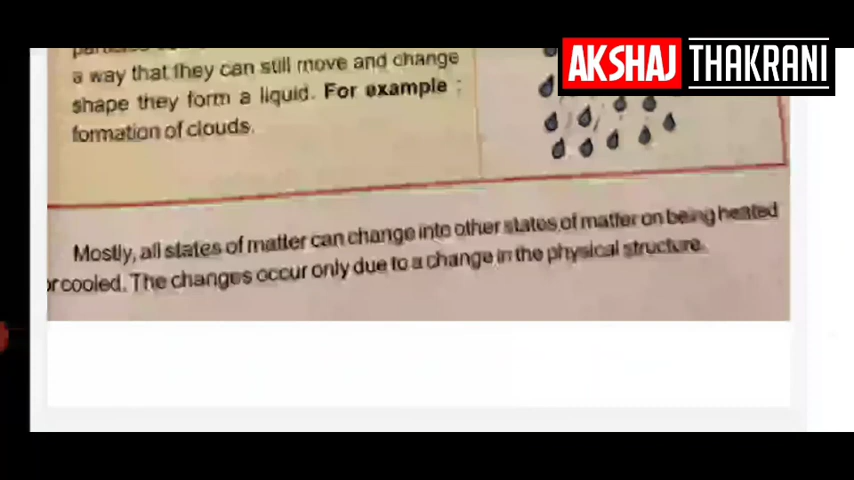 AKSHAJ THAKRANI
a way that they can still move and change
shape they form a liquid. For example :
formation of clouds.
Mostly, all states of matter can change into other states of matter on being heated
or cooled. The changes occur only due to a change in the physical structure.